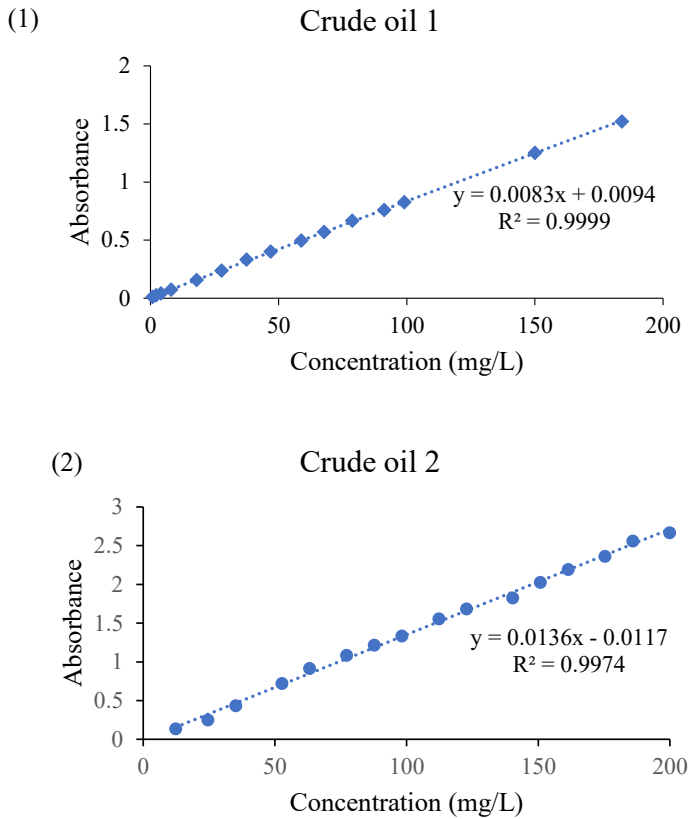 (1)
Crude oil 1
2
1.5
1
0.5
0
Absorbance
y = 0.0083x + 0.0094
R² = 0.9999
0 50 100 150 200
Concentration (mg/L)
(2)
Crude oil 2
3
2.5
2
1.5
1
0.5
0
Absorbance
y = 0.0136x - 0.0117
R² = 0.9974
0 50 100 150 200
Concentration (mg/L)